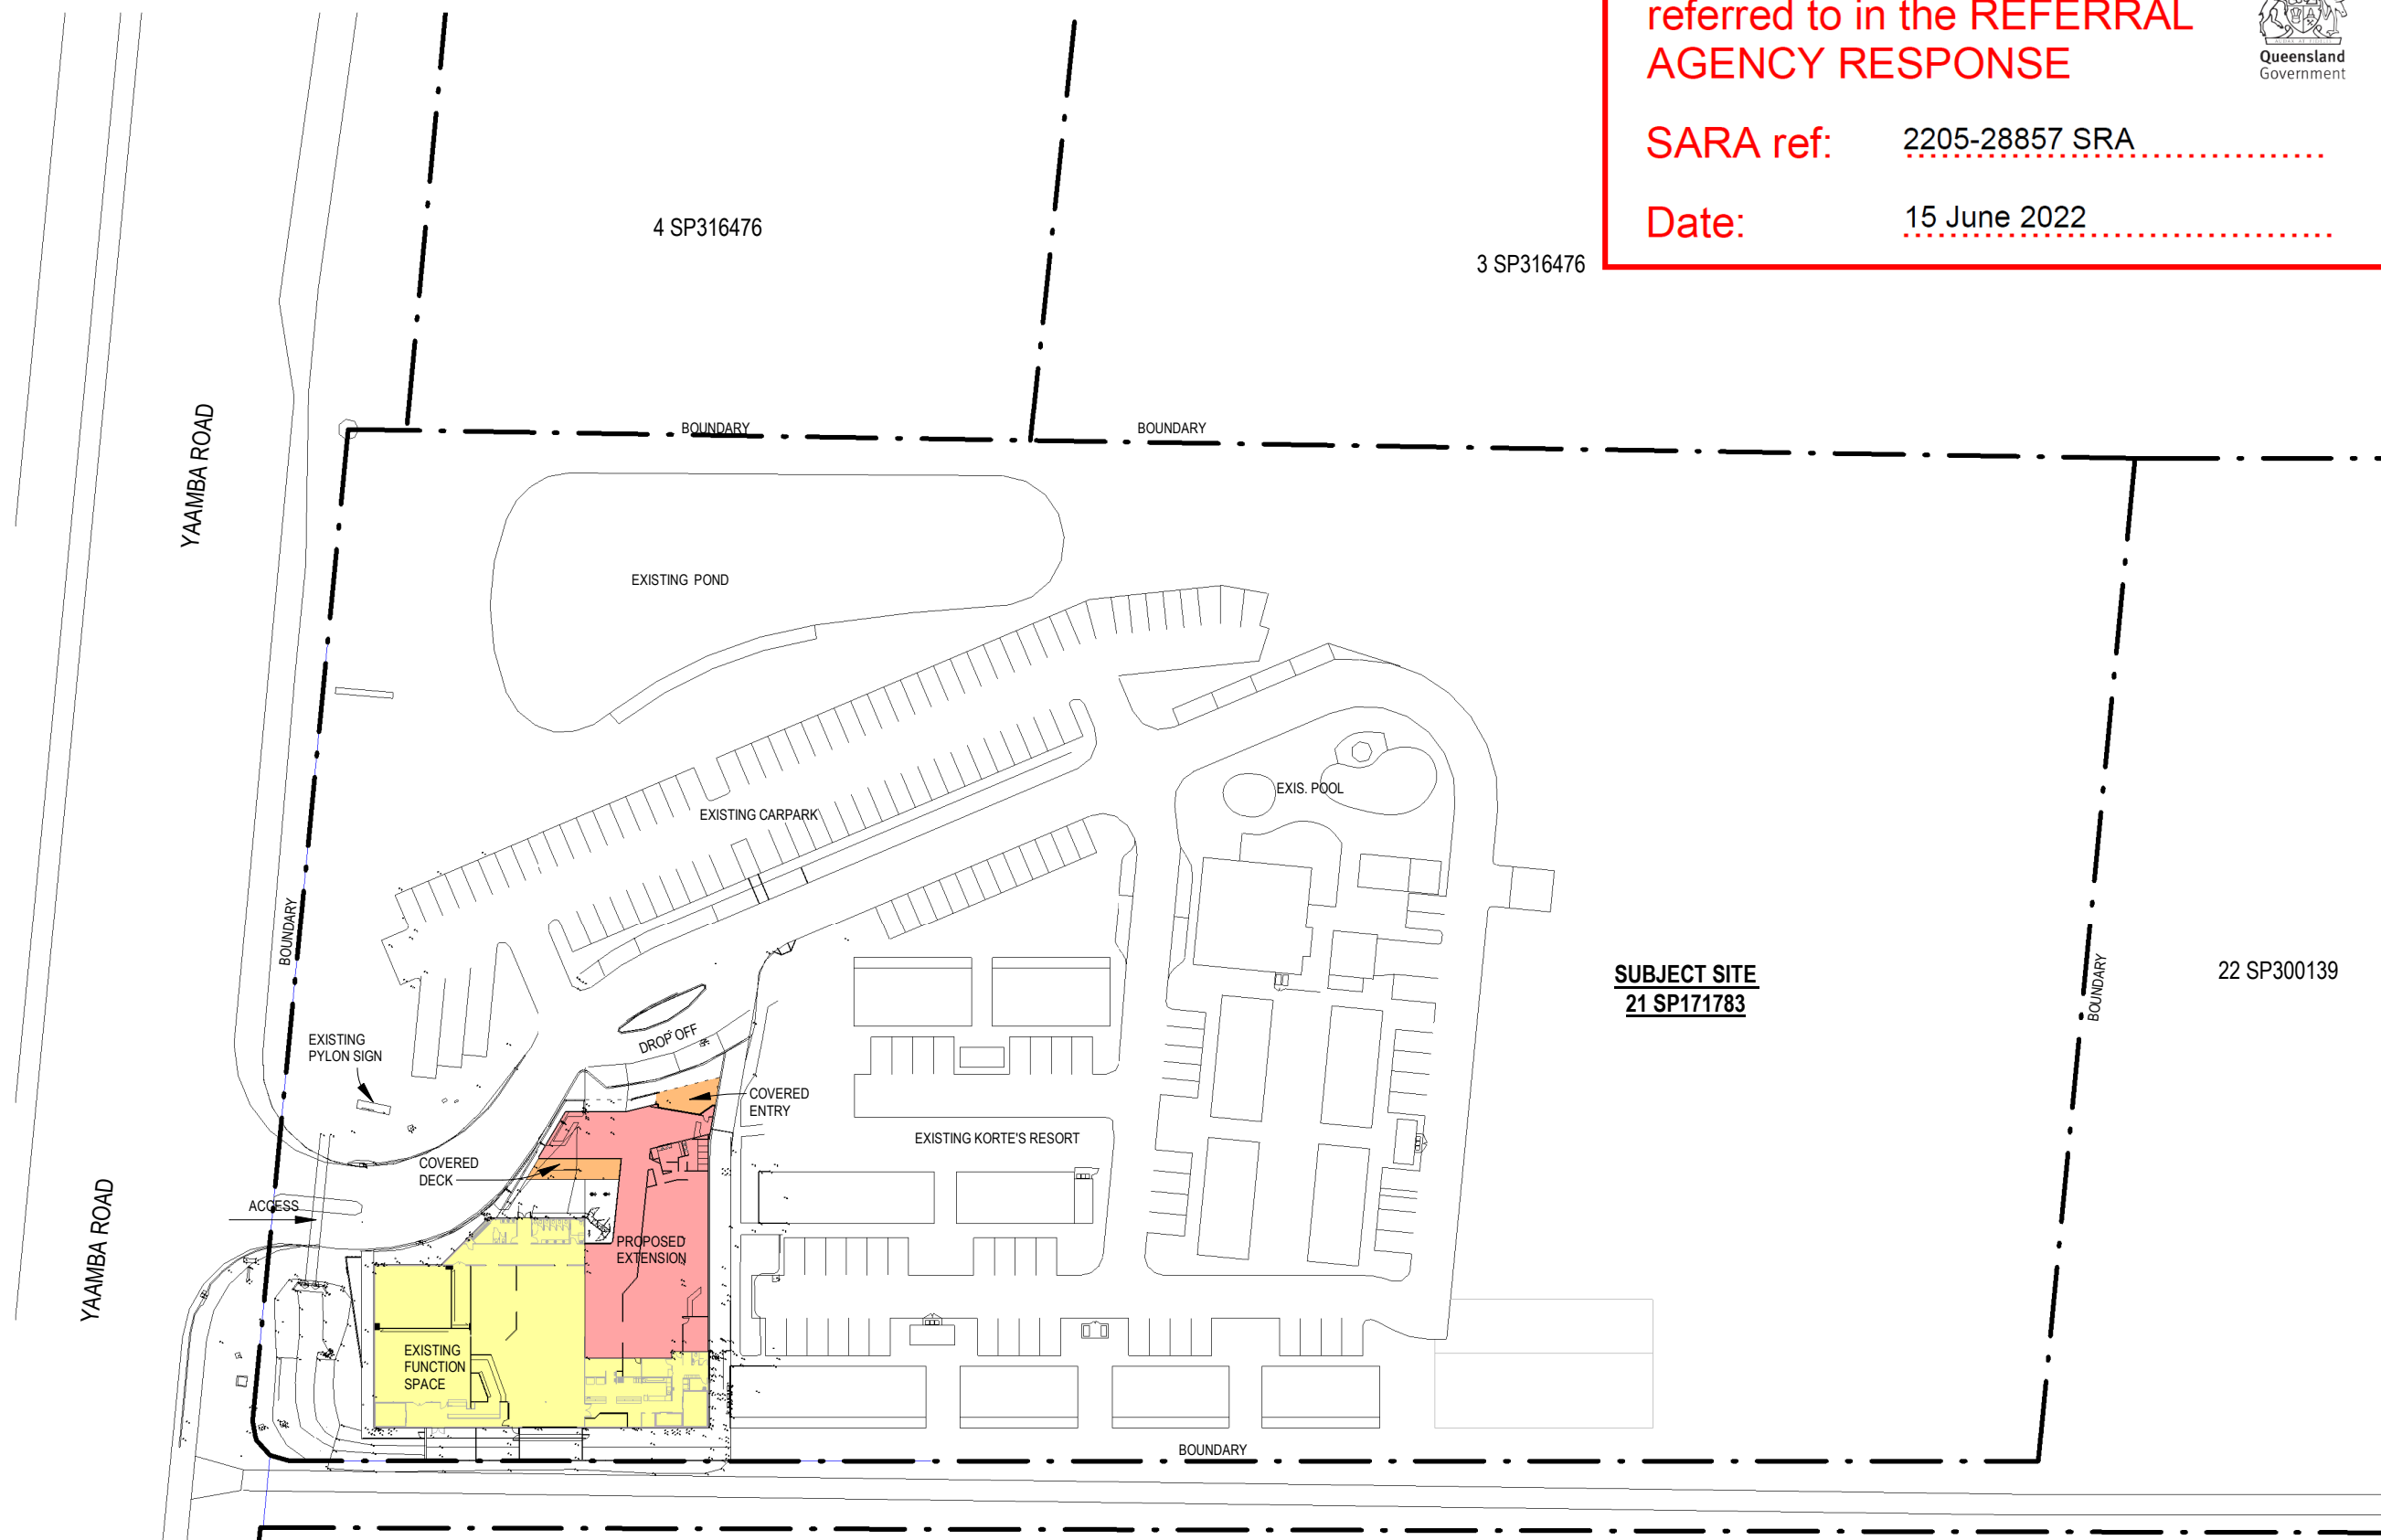 referred to in the REFERRAL
AGENCY RESPONSE
Queensland
Government
SARA ref: 2205-28857 SRA
Date: 15 June 2022
4 SP316476
3 SP316476
YAAMBA ROAD
BOUNDARY
BOUNDARY
EXISTING POND
EXIS. POOL
EXISTING CARPARK
BOUNDARY
SUBJECT SITE
21 SP171783
BOUNDARY
22 SP300139
EXISTING
PYLON SIGN
DROP OFF
COVERED
ENTRY
EXISTING KORTE'S RESORT
COVERED
DECK
ACCESS
YAAMBA ROAD
PROPOSED
EXTENSION
EXISTING
FUNCTION
SPACE
BOUNDARY